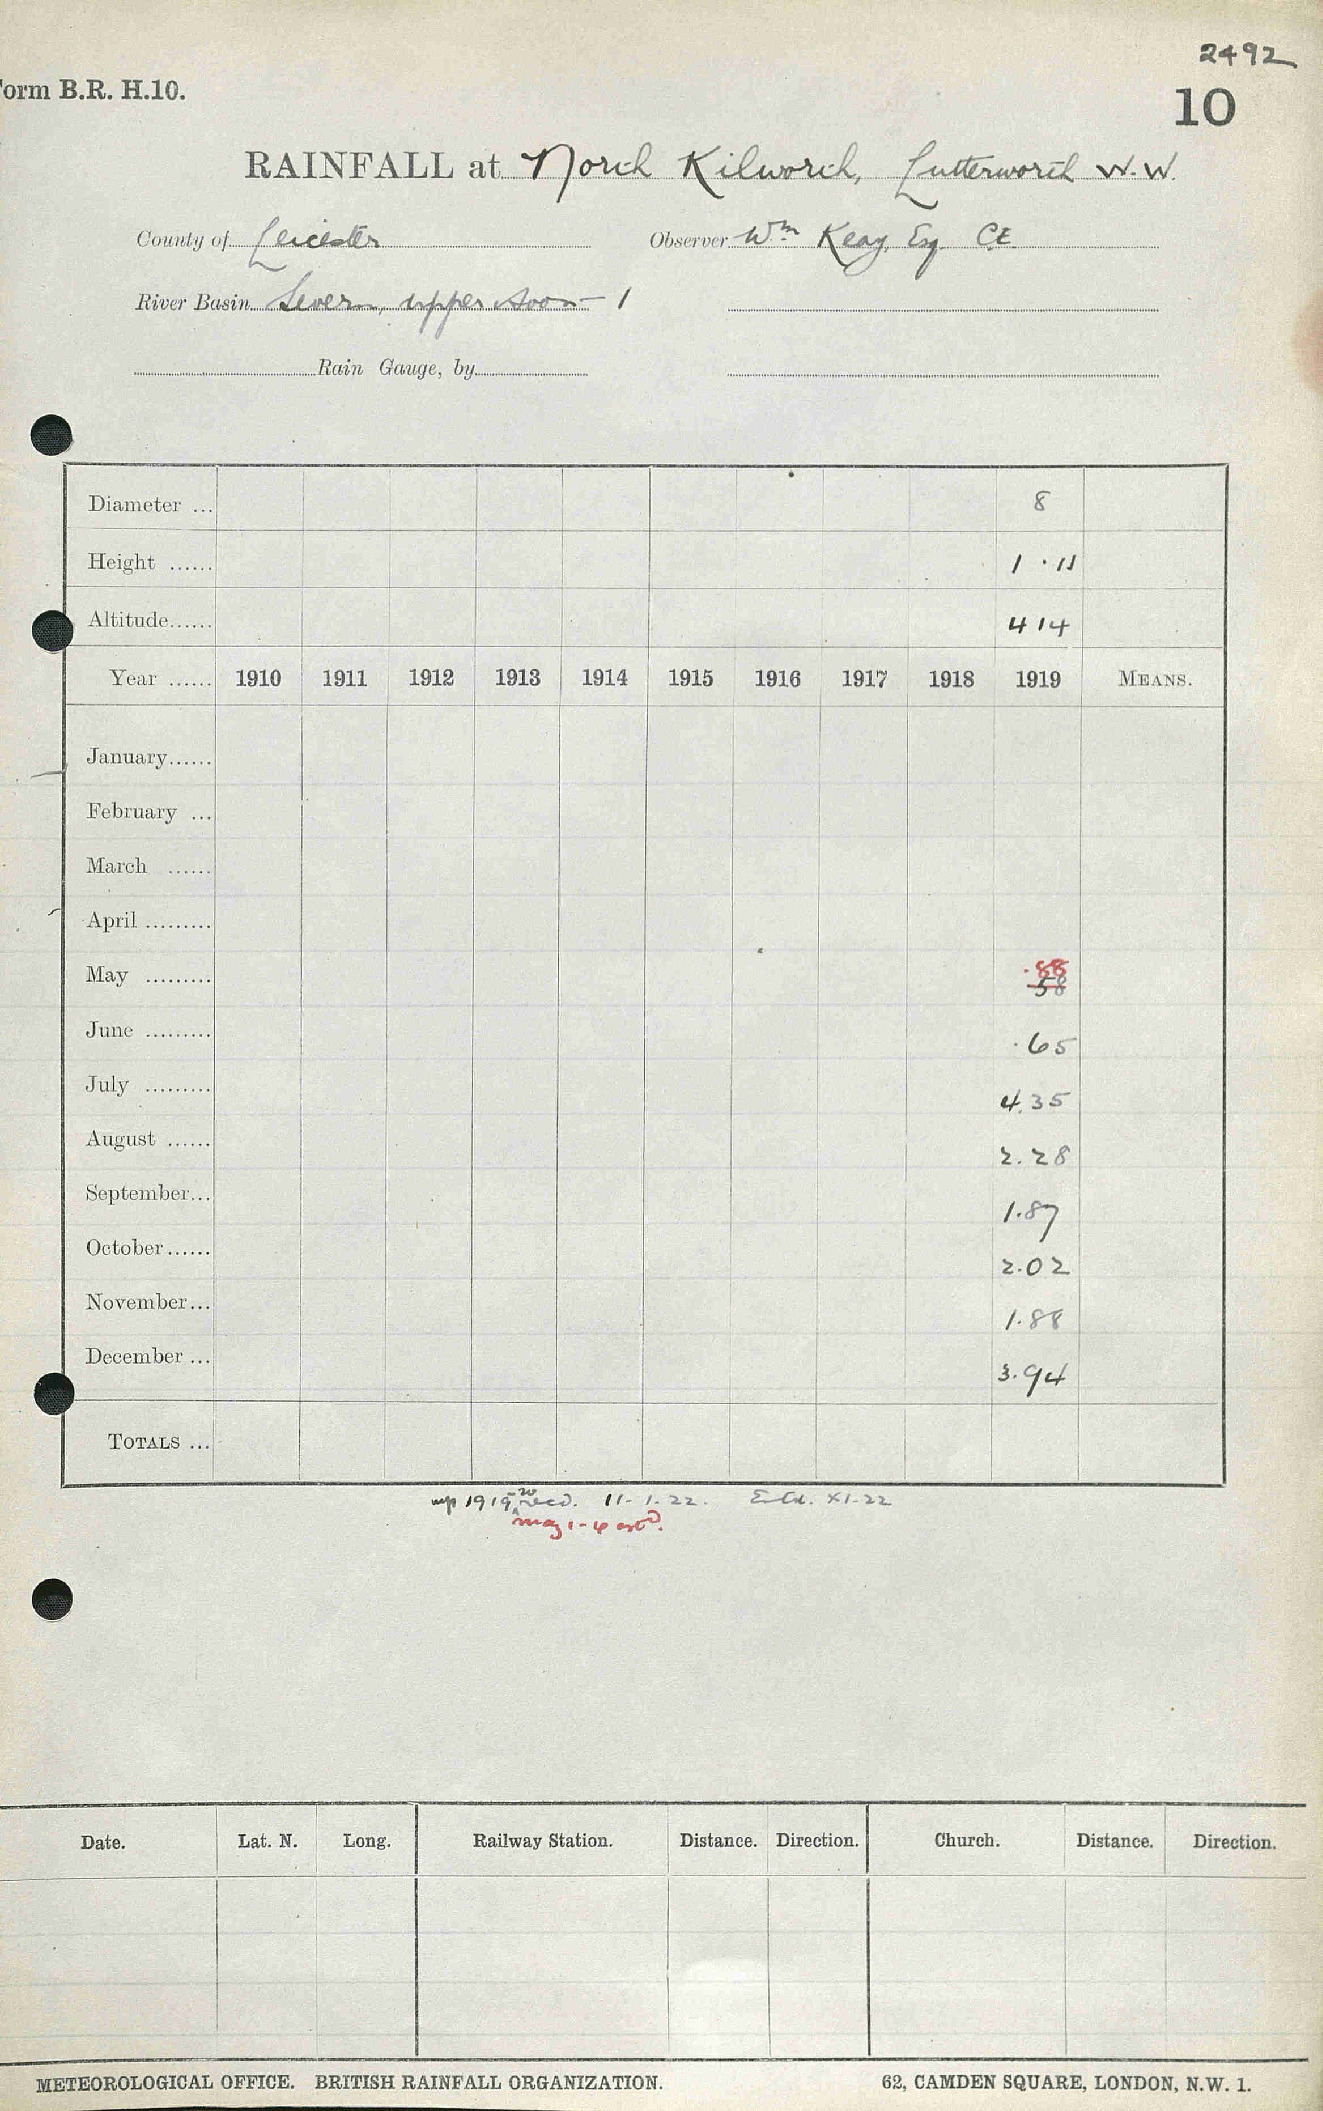 2492
Form B.R. H.10.
10
RAINFALL at North Kilworth, Lutterworth W.W.
County of Leicester Observer Wm Keay, Esq. C.E.
River Basin Severn, upper Avon – 1
Rain Gauge, by
Diameter ... 8
Height ...... 1 · 11
Altitude...... 414
Year ...... 1910 1911 1912 1913 1914 1915 1916 1917 1918 1919 MEANS.
January......
February ...
March ......
April .........
May ......... .88
58
June ......... .65
July ......... 4.35
August ...... 2.28
September... 1.87
October...... 2.02
November... 1.88
December ... 3.94
TOTALS ...
1919-20 recd. 11-1-22. Entd. XI-22
May 1-4 estd.
Date. Lat. N. Long. Railway Station. Distance. Direction. Church. Distance. Direction.
METEOROLOGICAL OFFICE. BRITISH RAINFALL ORGANIZATION. 62, CAMDEN SQUARE, LONDON, N.W. 1.